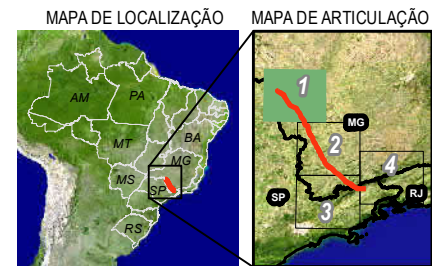 MAPA DE LOCALIZAÇÃO
AM
PA
MT
BA
MG
MS
SP
RS
MAPA DE ARTICULAÇÃO
1
MG
2
4
SP
3
RJ